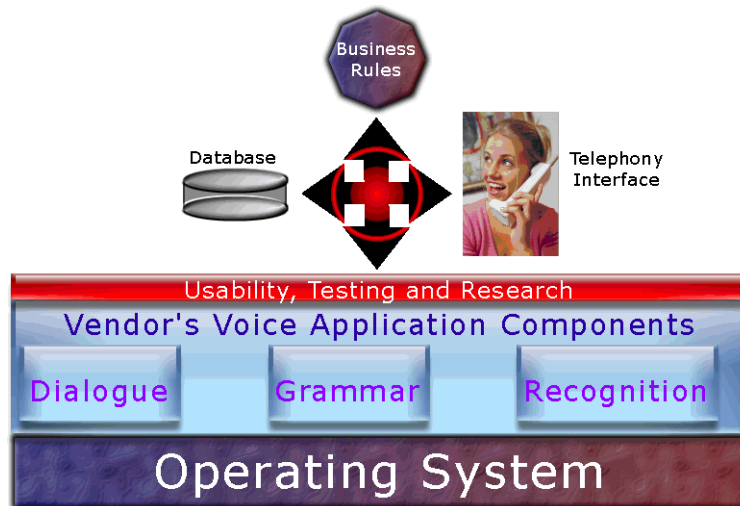 Business
Rules
Database
Telephony
Interface
Usability, Testing and Research
Vendor's Voice Application Components
Dialogue
Grammar
Recognition
Operating System